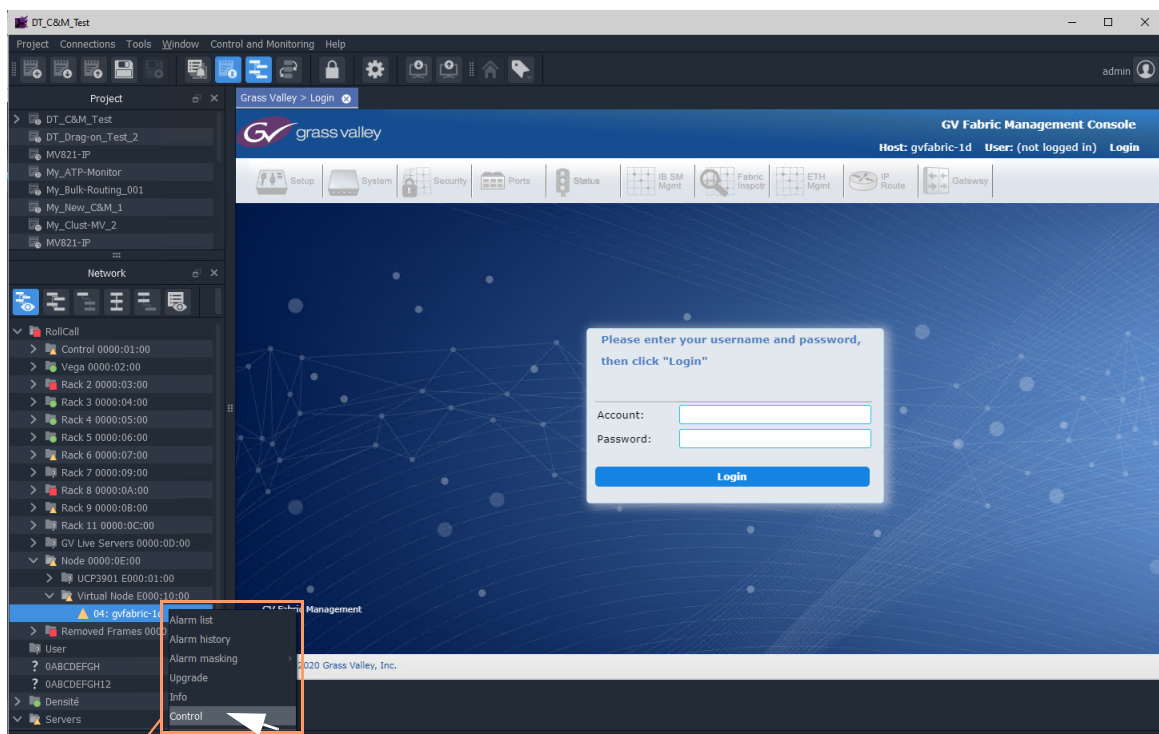 DT_C&M_Test
Project Connections Tools Window Control and Monitoring Help
admin
Project
DT_C&M_Test
DT_Drag-on_Test_2
MV821-IP
My_ATP-Monitor
My_Bulk-Routing_001
My_New_C&M_1
My_Clust-MV_2
MV821-IP
Network
RollCall
Control 0000:01:00
Vega 0000:02:00
Rack 2 0000:03:00
Rack 3 0000:04:00
Rack 4 0000:05:00
Rack 5 0000:06:00
Rack 6 0000:07:00
Rack 7 0000:09:00
Rack 8 0000:0A:00
Rack 9 0000:0B:00
Rack 11 0000:0C:00
GV Live Servers 0000:0D:00
Node 0000:0E:00
UCP3901 E000:01:00
Virtual Node E000:10:00
04: gvfabric-1d
Removed Frames 0000
User
? 0ABCDEFGH
? 0ABCDEFGH12
Densité
Servers
Alarm list
Alarm history
Alarm masking
Upgrade
Info
Control
Grass Valley > Login
GV grass valley
GV Fabric Management Console
Host: gvfabric-1d User: (not logged in) Login
Setup
System
Security
Ports
Status
IB SM
Mgmt
Fabric
Inspctr
ETH
Mgmt
IP
Route
Gateway
Please enter your username and password,
then click "Login"
Account:
Password:
Login
GV Fabric Management
2020 Grass Valley, Inc.